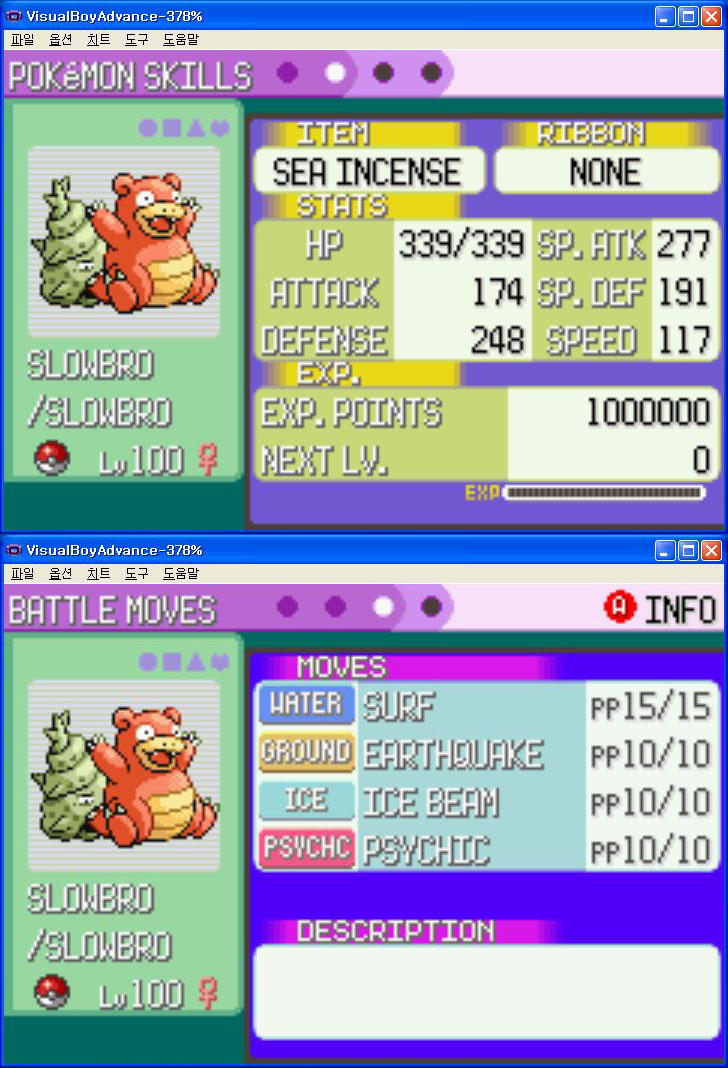 VisualBoyAdvance-378%
파일 옵션 치트 도구 도움말
POKéMON SKILLS
ITEM RIBBON
SEA INCENSE NONE
STATS
HP 339/339 SP. ATK 277
ATTACK 174 SP. DEF 191
DEFENSE 248 SPEED 117
SLOWBRO
/SLOWBRO
Lv100 ♀
EXP.
EXP. POINTS 1000000
NEXT LV. 0
EXP
VisualBoyAdvance-378%
파일 옵션 치트 도구 도움말
BATTLE MOVES A INFO
MOVES
WATER SURF PP15/15
GROUND EARTHQUAKE PP10/10
ICE ICE BEAM PP10/10
PSYCHC PSYCHIC PP10/10
SLOWBRO
/SLOWBRO
Lv100 ♀
DESCRIPTION